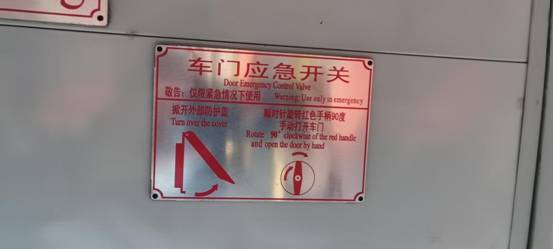 车门应急开关
Door Emergency Control Valve
敬告：仅限紧急情况下使用 Warning: Use only in emergency
掀开外部防护盖
Turn over the cover
顺时针旋转红色手柄90度
手动打开车门
Rotate 90° clockwise of the red handle
and open the door by hand